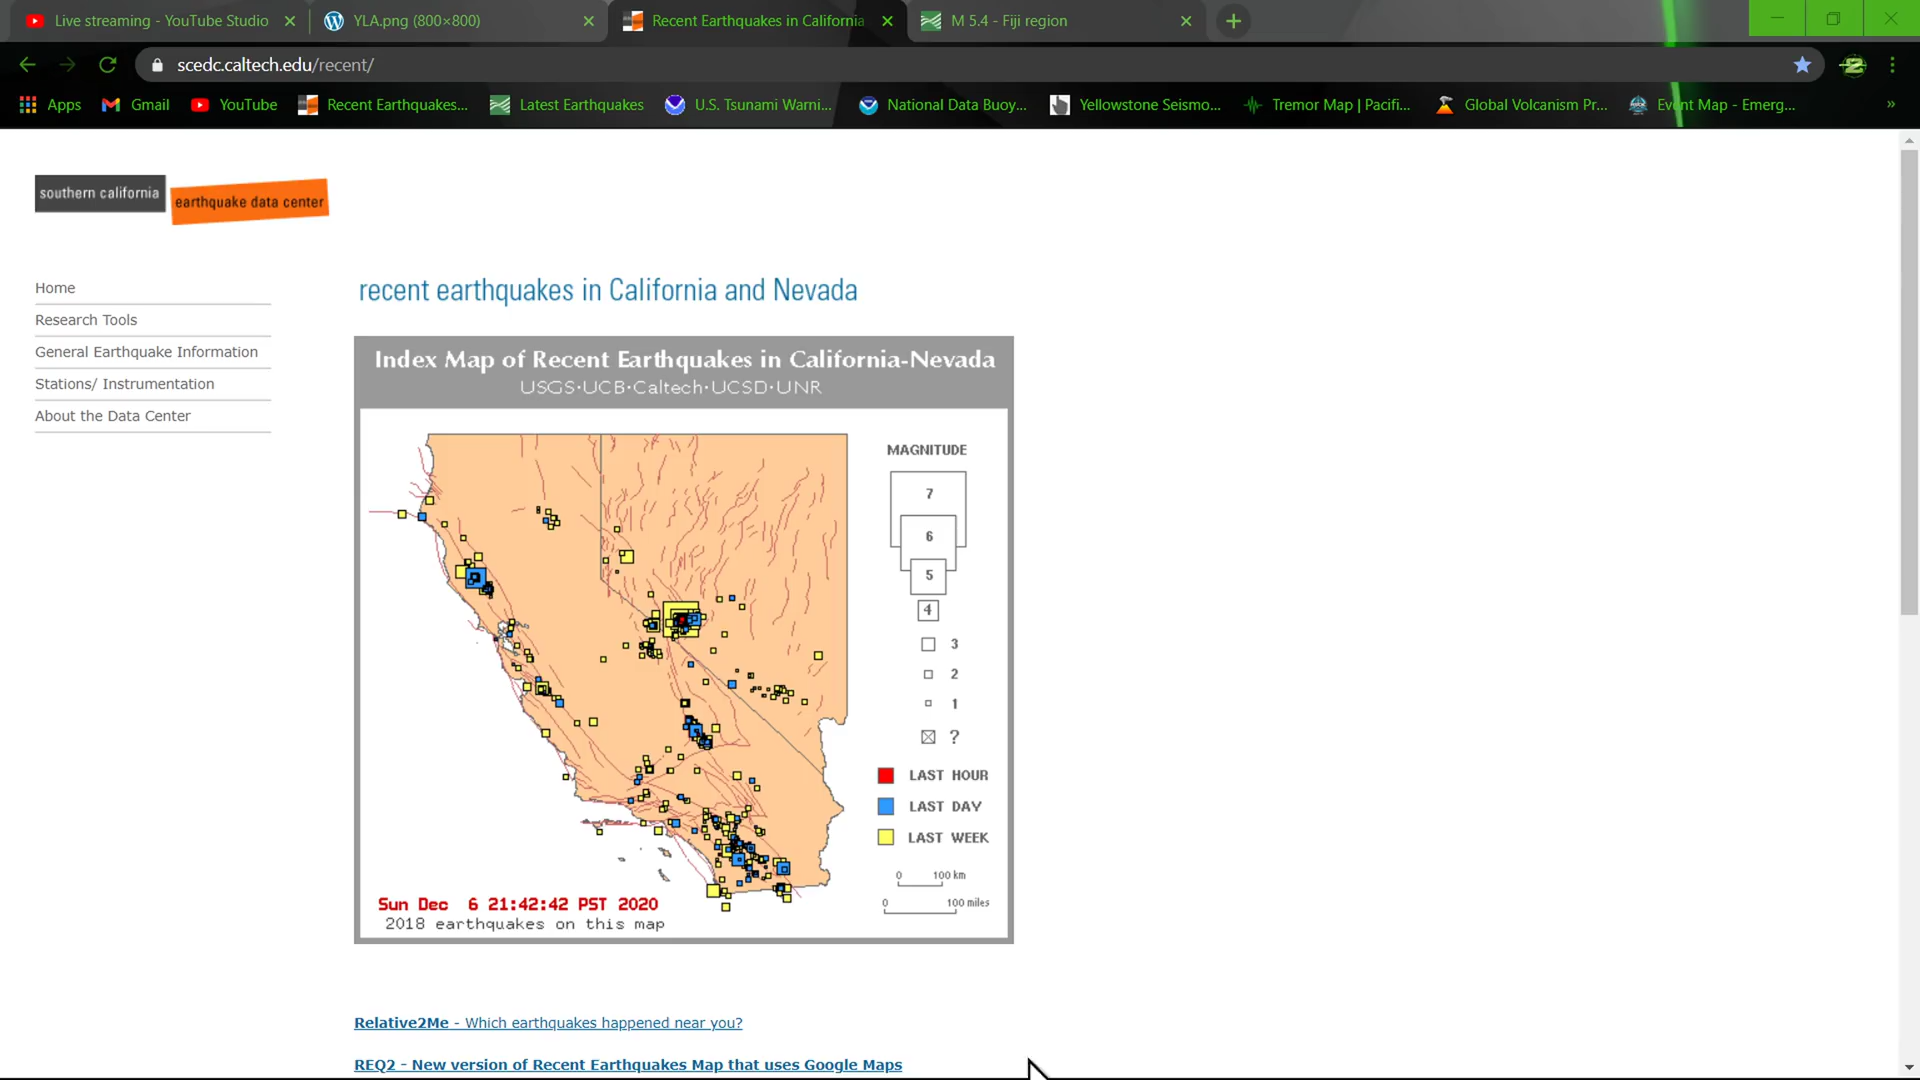 Live streaming - YouTube Studio
YLA.png (800×800)
Recent Earthquakes in California
M 5.4 - Fiji region
scedc.caltech.edu/recent/
Apps
Gmail
YouTube
Recent Earthquakes...
Latest Earthquakes
U.S. Tsunami Warni...
National Data Buoy...
Yellowstone Seismo...
Tremor Map | Pacifi...
Global Volcanism Pr...
Event Map - Emerg...
»
southern california
earthquake data center
Home
Research Tools
General Earthquake Information
Stations/ Instrumentation
About the Data Center
recent earthquakes in California and Nevada
Index Map of Recent Earthquakes in California-Nevada
USGS·UCB·Caltech·UCSD·UNR
MAGNITUDE
7
6
5
4
3
2
1
?
LAST HOUR
LAST DAY
LAST WEEK
0 100 km
0 100 miles
Sun Dec 6 21:42:42 PST 2020
2018 earthquakes on this map
Relative2Me - Which earthquakes happened near you?
REQ2 - New version of Recent Earthquakes Map that uses Google Maps